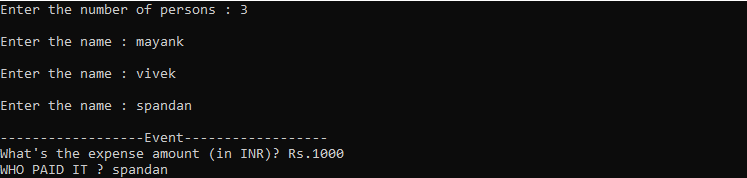 Enter the number of persons : 3
Enter the name : mayank
Enter the name : vivek
Enter the name : spandan
------------------Event------------------
What's the expense amount (in INR)? Rs.1000
WHO PAID IT ? spandan